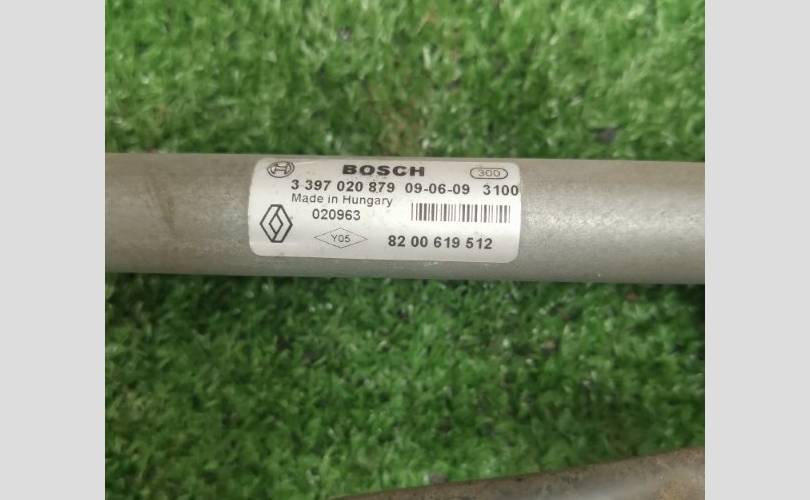 BOSCH 300
3 397 020 879 09-06-09 3100
Made in Hungary
020963
Y05 82 00 619 512